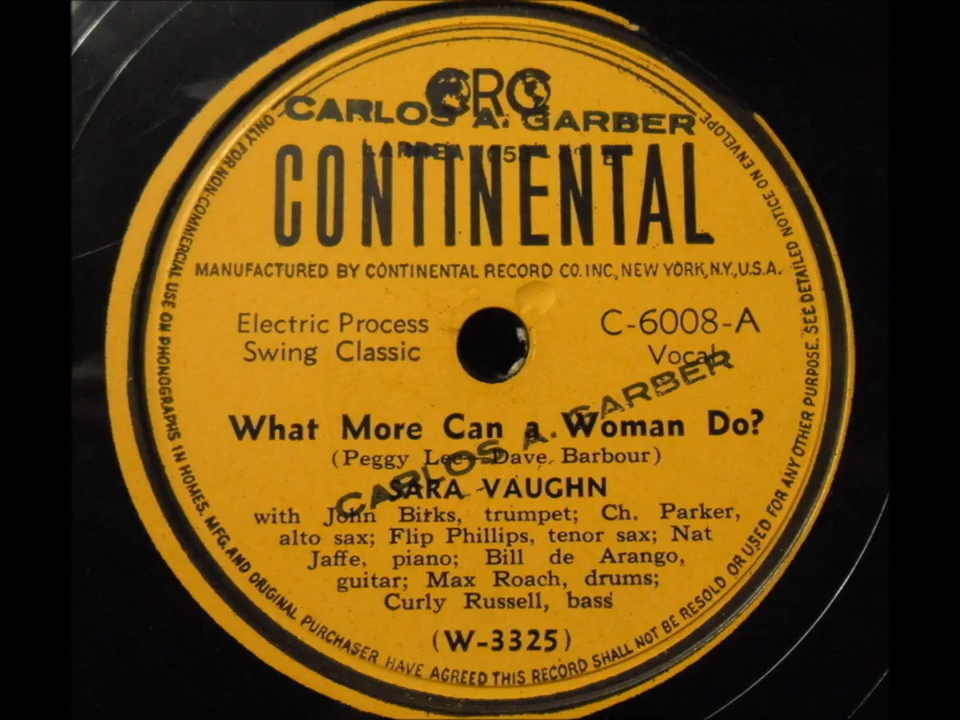 CRC
CARLOS A. GARBER
CONTINENTAL
MANUFACTURED BY CONTINENTAL RECORD CO. INC., NEW YORK, N.Y., U.S.A.
Electric Process
Swing Classic
C-6008-A
Vocal
CARLOS A. GARBER
What More Can a Woman Do?
(Peggy Lee—Dave Barbour)
SARA VAUGHN
with John Birks, trumpet; Ch. Parker,
alto sax; Flip Phillips, tenor sax; Nat
Jaffe, piano; Bill de Arango,
guitar; Max Roach, drums;
Curly Russell, bass
(W-3325)
ONLY FOR NON-COMMERCIAL USE ON PHONOGRAPHS IN HOMES. MFG. AND ORIGINAL PURCHASER HAVE AGREED THIS RECORD SHALL NOT BE RESOLD OR USED FOR ANY OTHER PURPOSE. SEE DETAILED NOTICE ON ENVELOPE